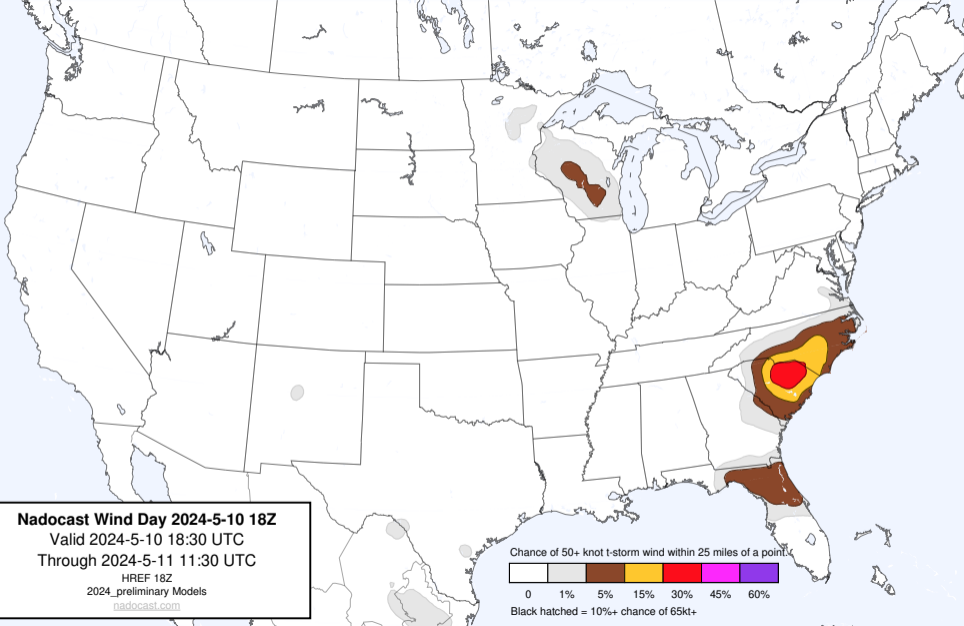 Nadocast Wind Day 2024-5-10 18Z
Valid 2024-5-10 18:30 UTC
Through 2024-5-11 11:30 UTC
HREF 18Z
2024_preliminary Models
nadocast.com
Chance of 50+ knot t-storm wind within 25 miles of a point.
0 1% 5% 15% 30% 45% 60%
Black hatched = 10%+ chance of 65kt+